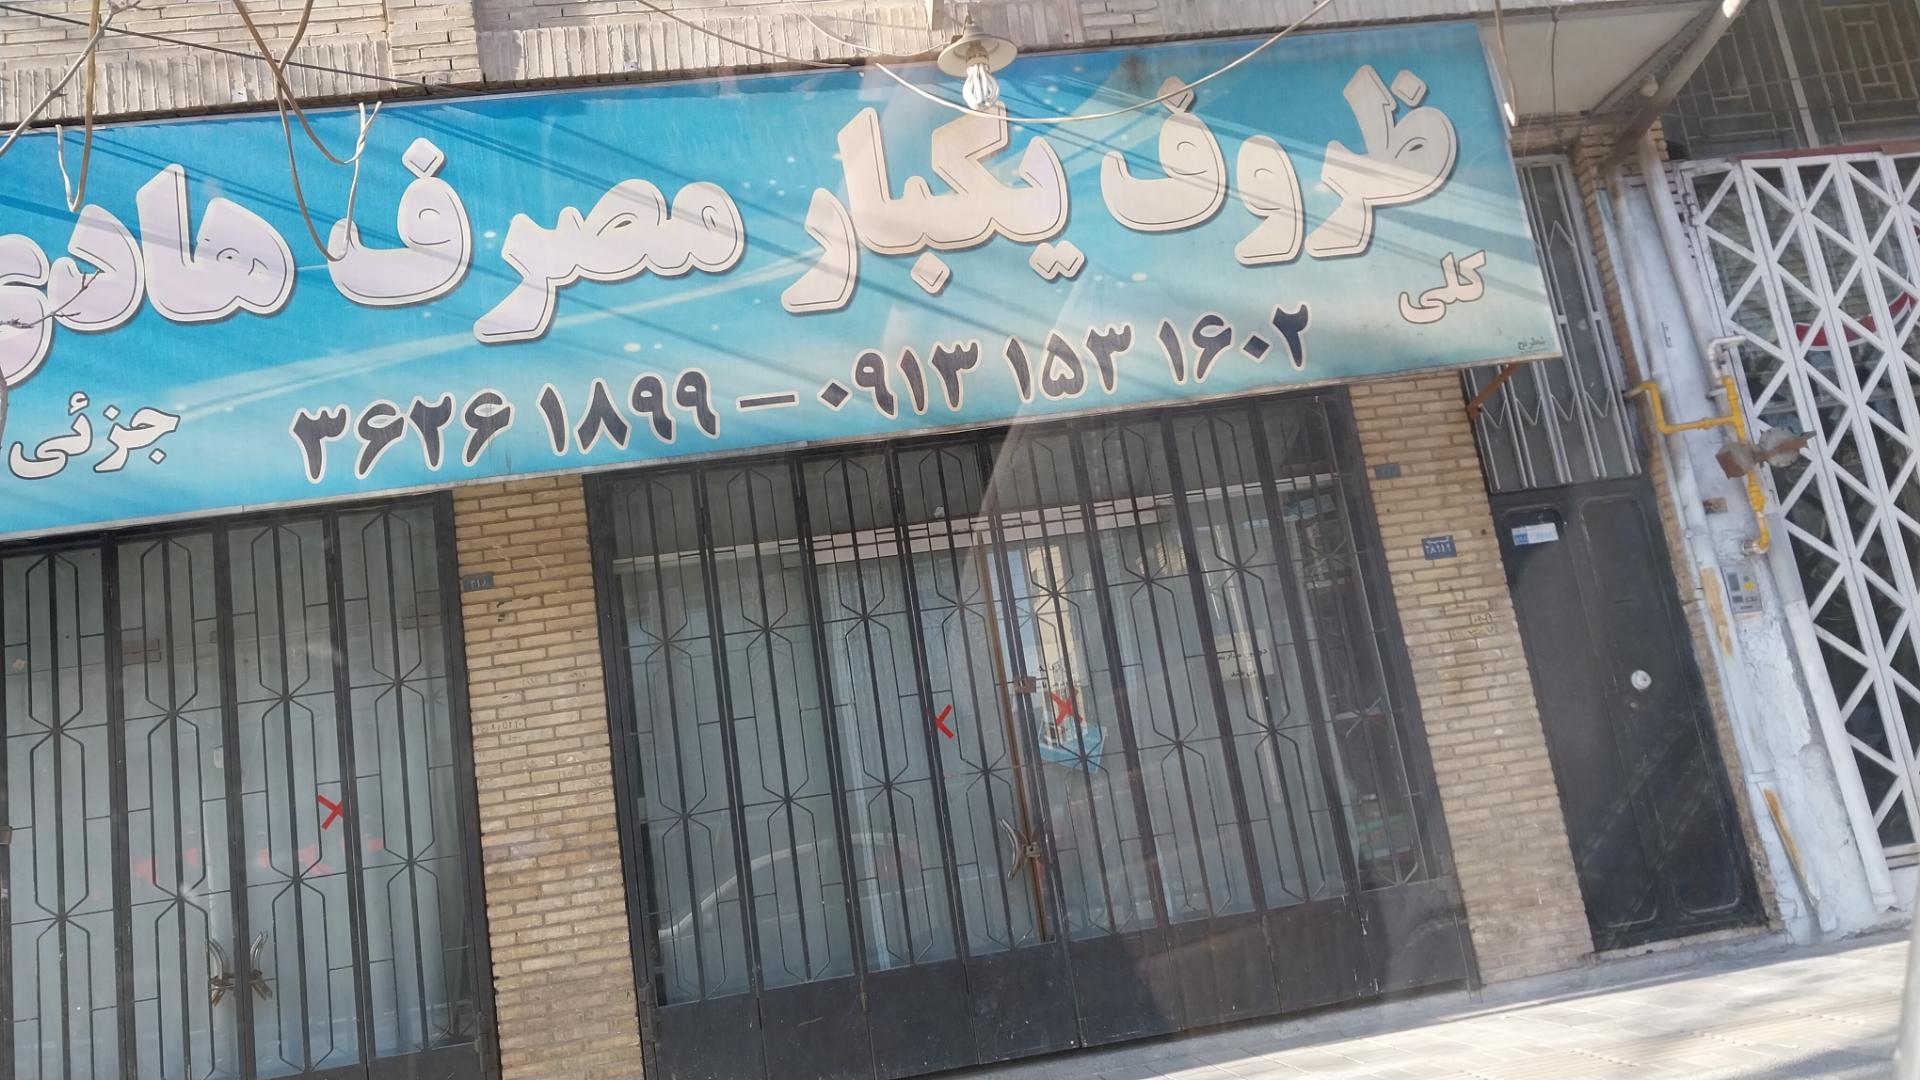 ظروف یکبار مصرف هادی
کلی
۳۶۲۶ ۱۸۹۹ – ۰۹۱۳ ۱۵۳ ۱۶۰۲
جزئی